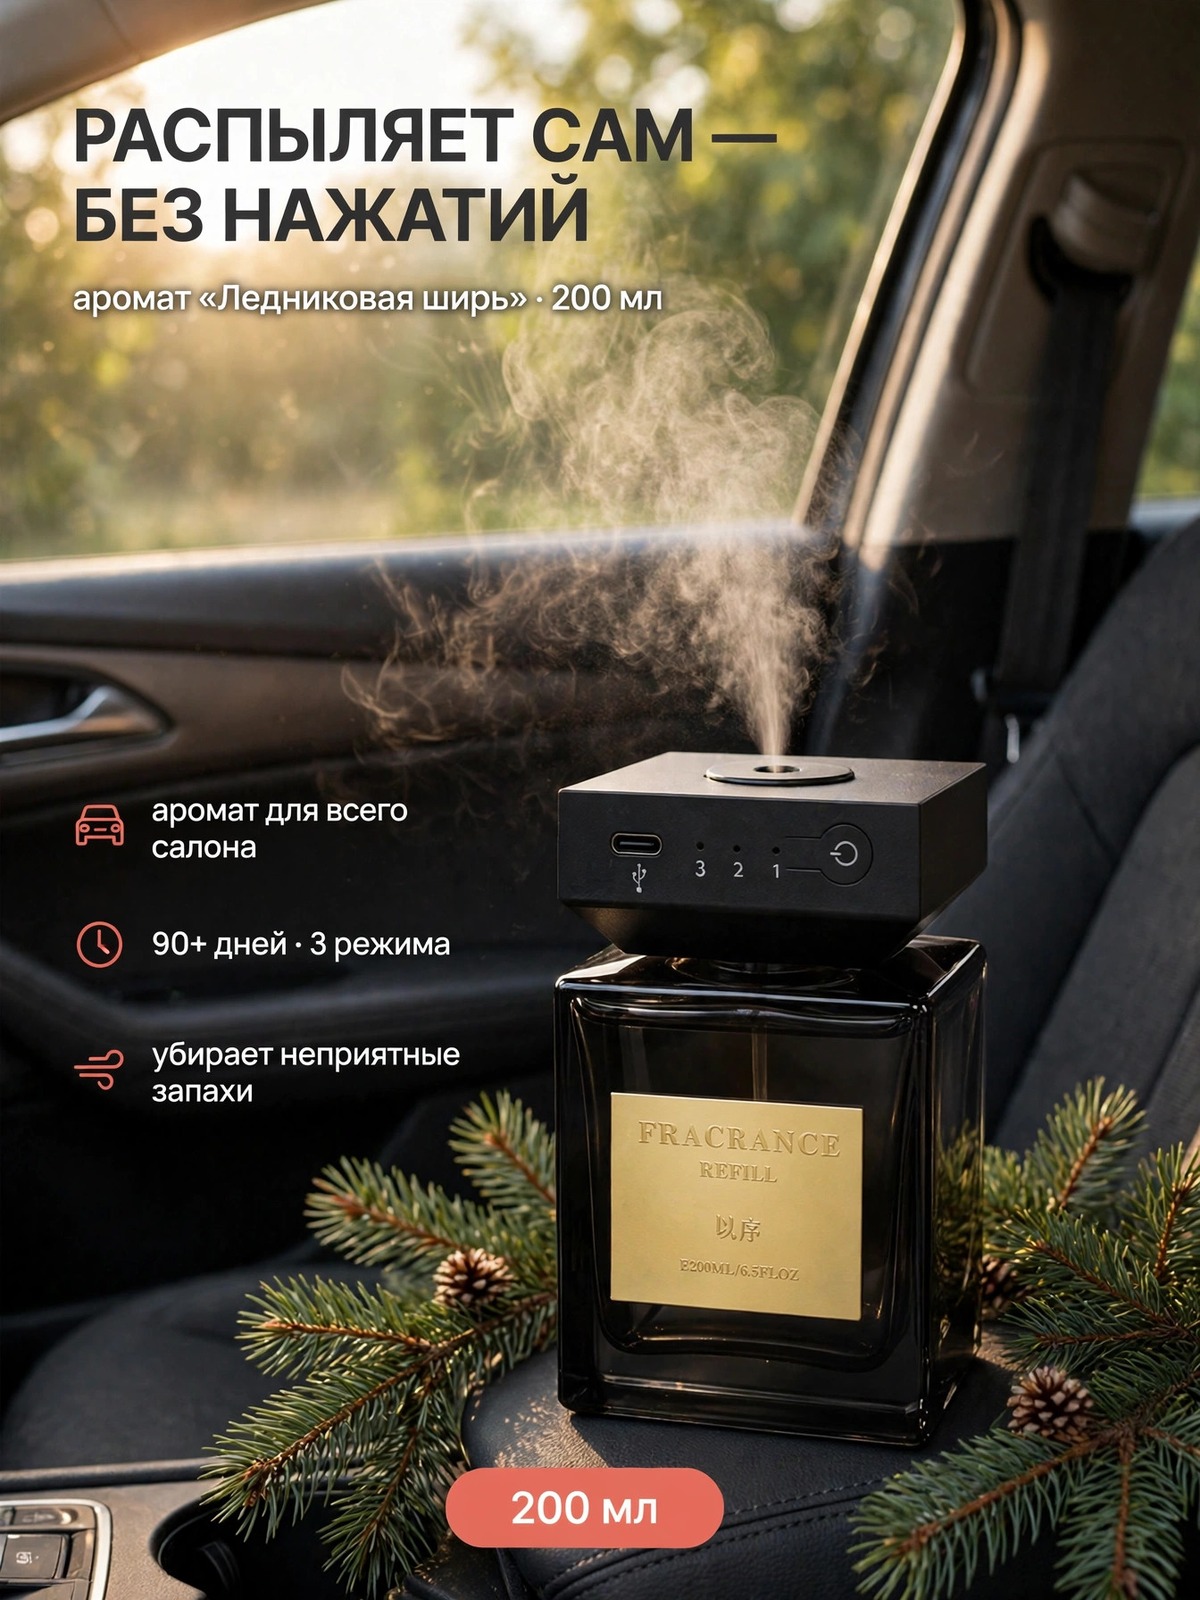 РАСПЫЛЯЕТ САМ —
БЕЗ НАЖАТИЙ
аромат «Ледниковая ширь» · 200 мл
аромат для всего
салона
90+ дней · 3 режима
убирает неприятные
запахи
3 2 1
FRACRANCE
REFILL
以序
E200ML/6.5FLOZ
200 мл